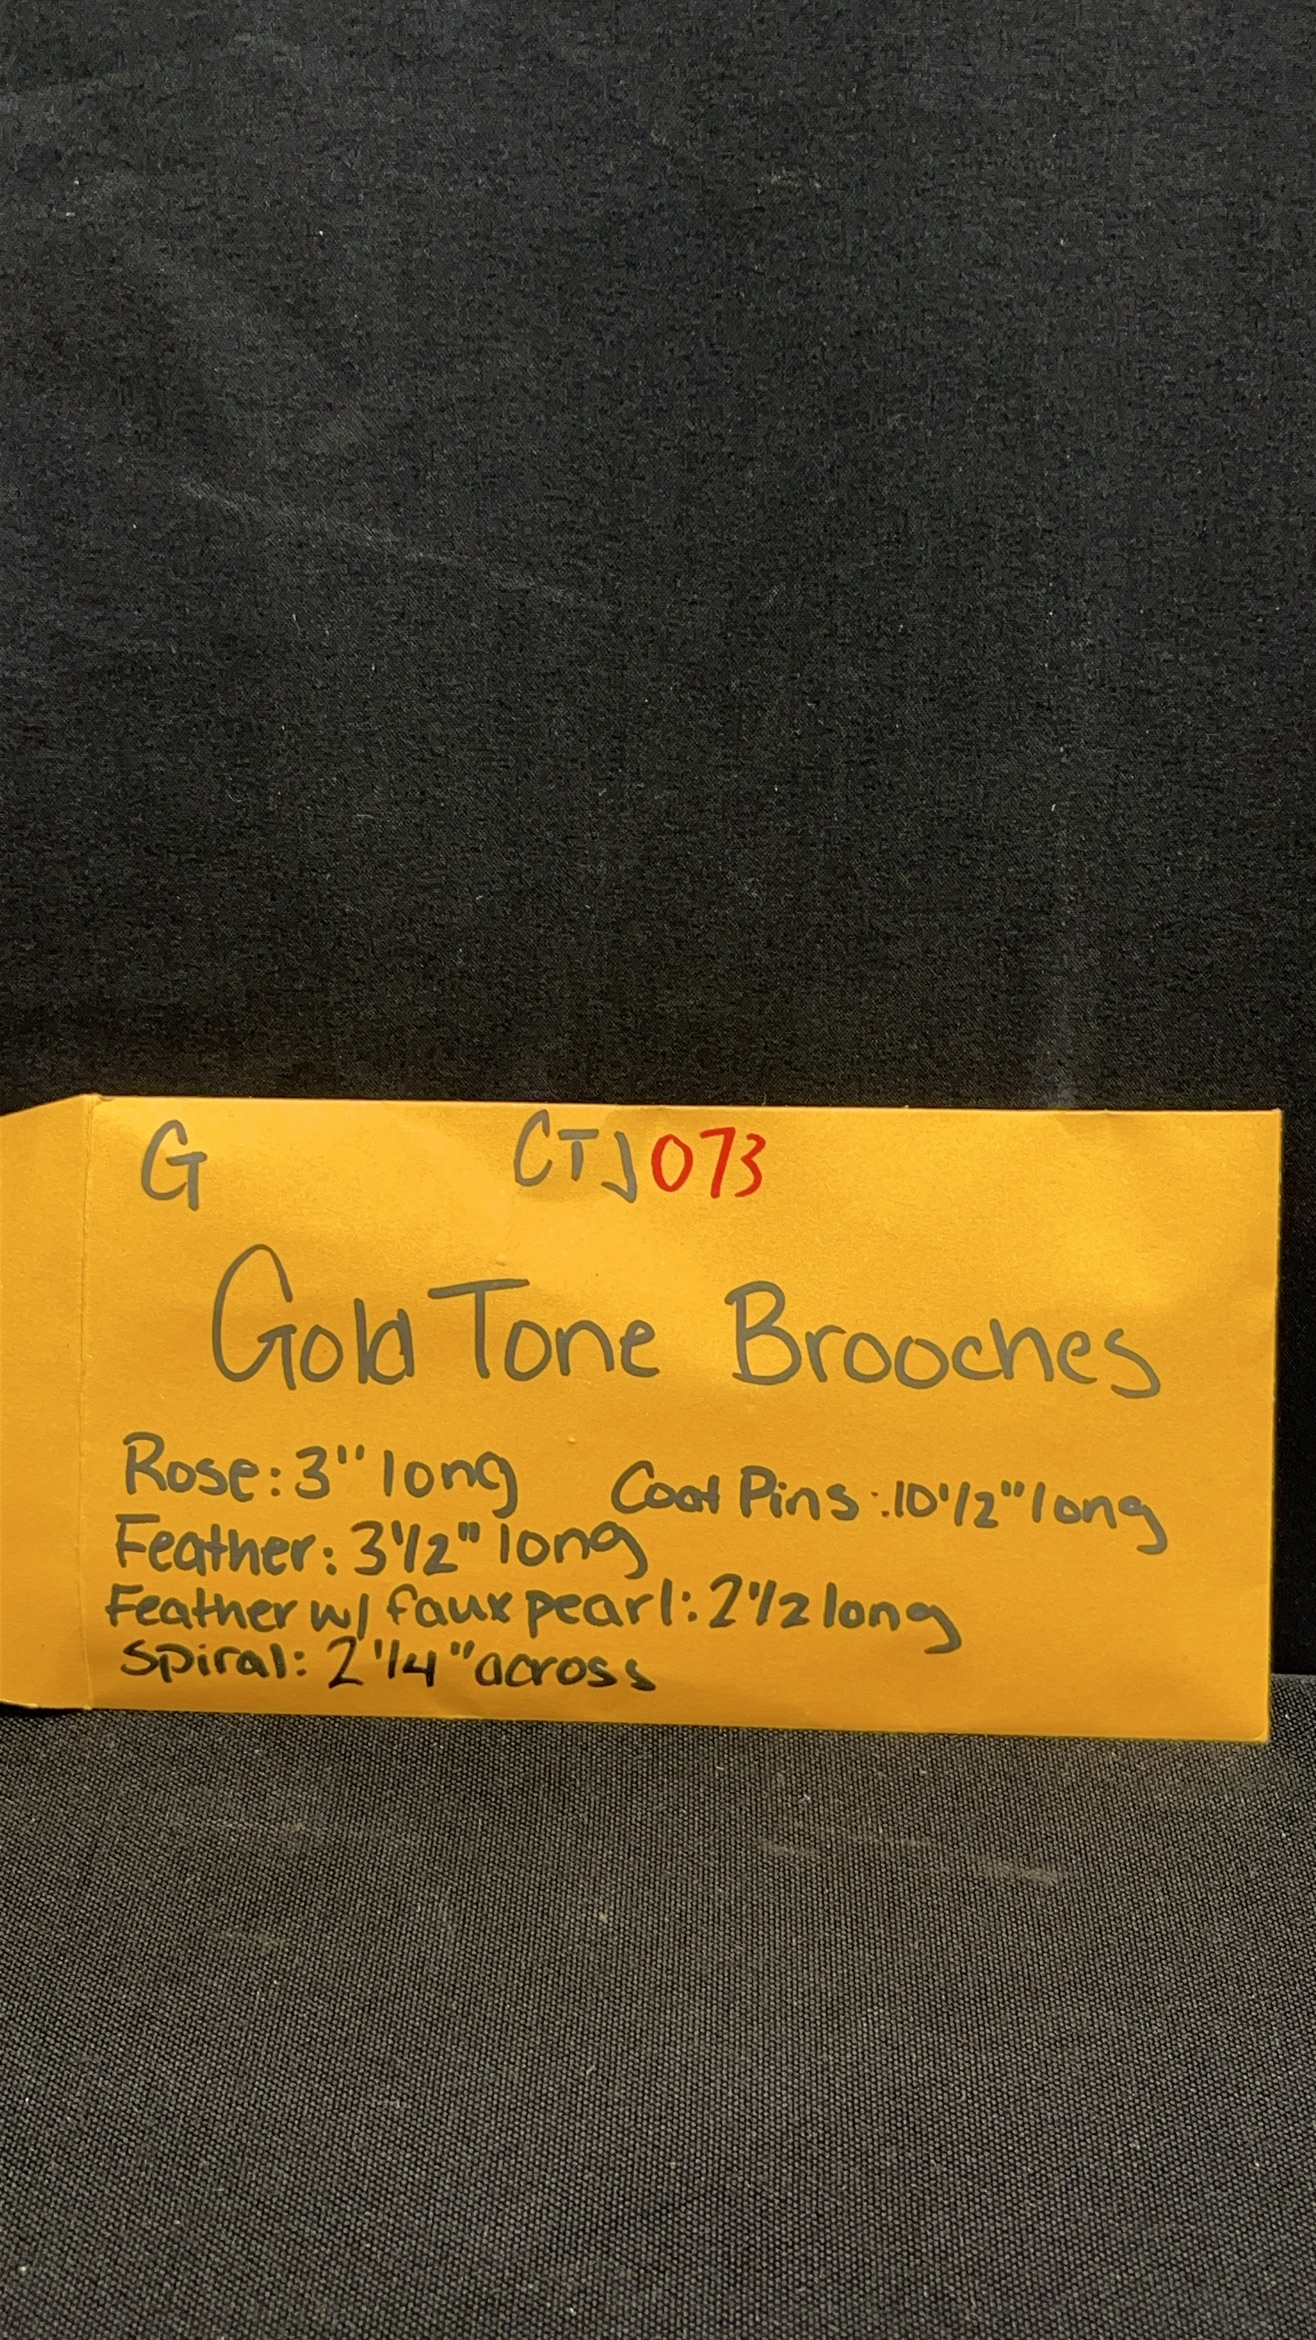 G CTJ073
Gold Tone Brooches
Rose: 3" long Coat Pins: 10 1/2" long
Feather: 3 1/2" long
Feather w/ faux pearl: 2 1/2 long
Spiral: 2 1/4" across